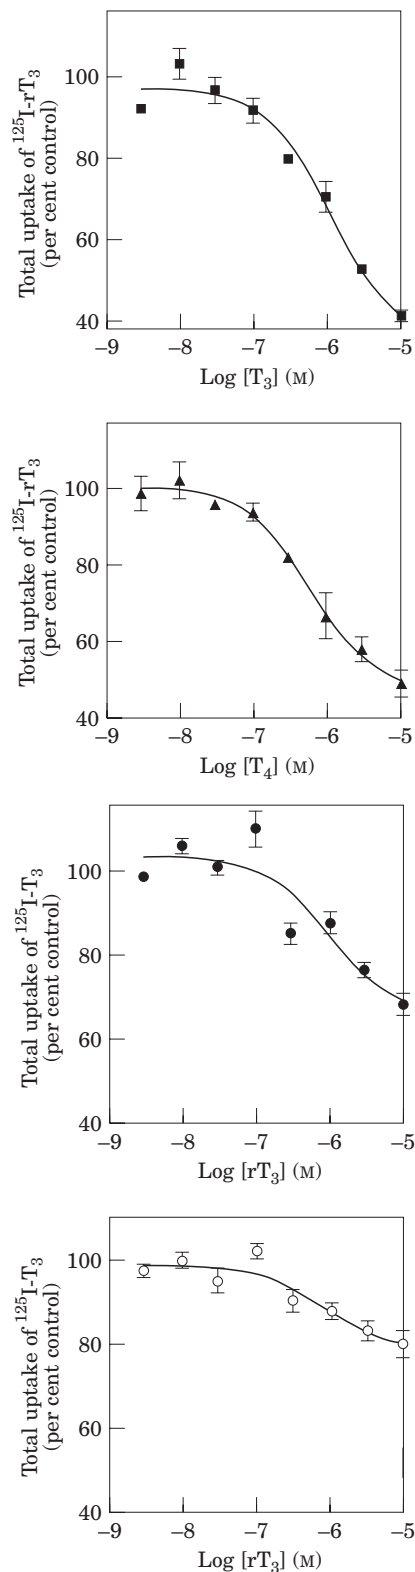 Total uptake of ¹²⁵I-rT₃
(per cent control)
100
80
60
40
–9 –8 –7 –6 –5
Log [T₃] (M)
Total uptake of ¹²⁵I-rT₃
(per cent control)
100
80
60
40
–9 –8 –7 –6 –5
Log [T₄] (M)
Total uptake of ¹²⁵I-T₃
(per cent control)
100
80
60
40
–9 –8 –7 –6 –5
Log [rT₃] (M)
Total uptake of ¹²⁵I-T₃
(per cent control)
100
80
60
40
–9 –8 –7 –6 –5
Log [rT₃] (M)